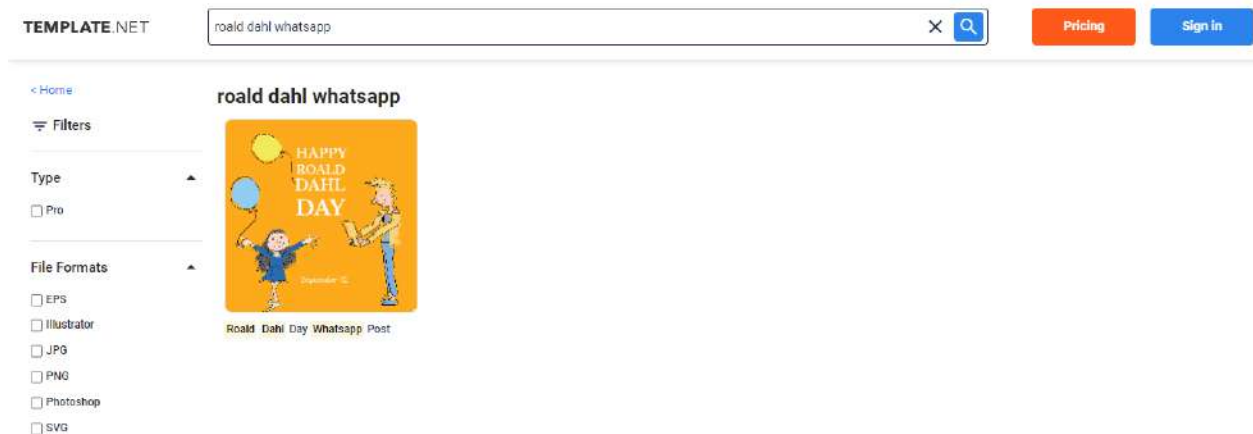 TEMPLATE.NET
roald dahl whatsapp
Pricing
Sign in
< Home
Filters
Type
Pro
File Formats
EPS
Illustrator
JPG
PNG
Photoshop
SVG
roald dahl whatsapp
HAPPY
ROALD
DAHL
DAY
Roald Dahl Day Whatsapp Post